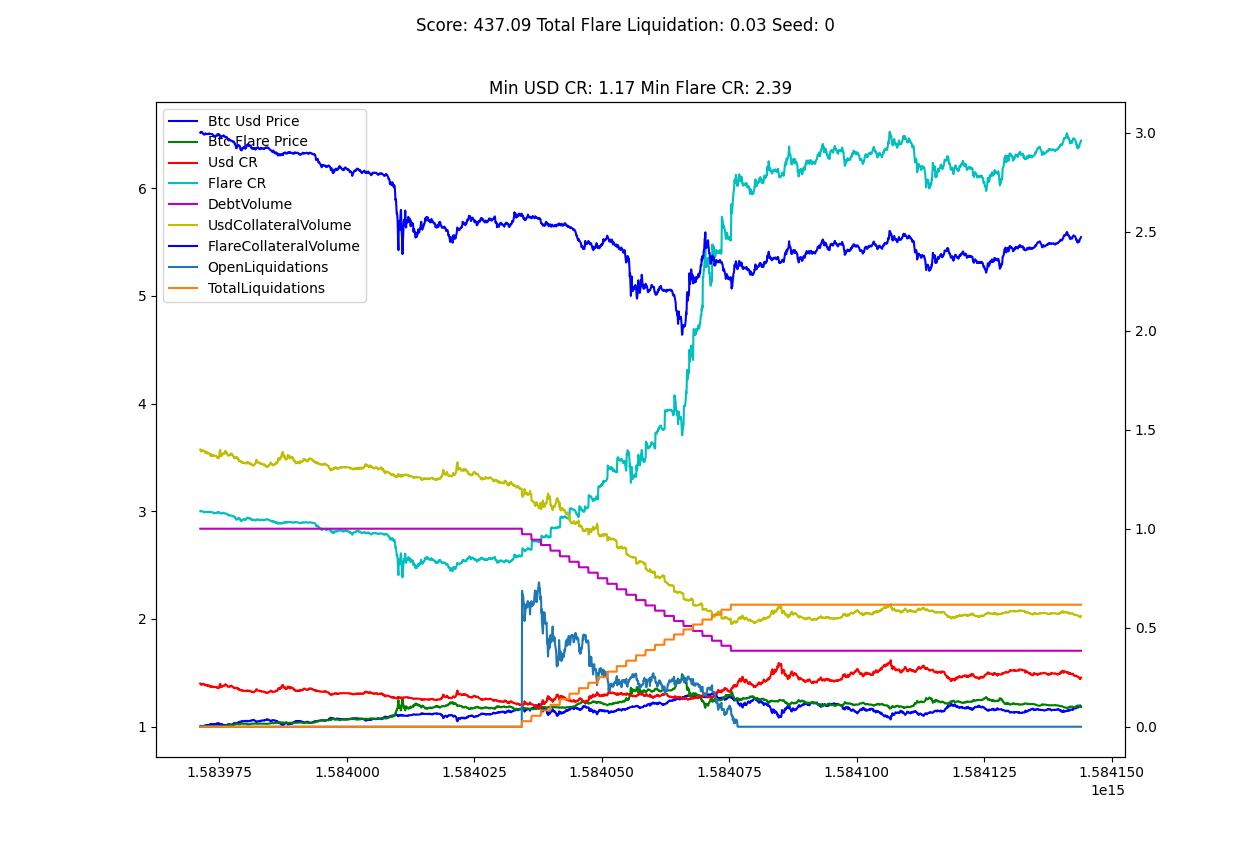 Score: 437.09 Total Flare Liquidation: 0.03 Seed: 0
Min USD CR: 1.17 Min Flare CR: 2.39
Btc Usd Price
Btc Flare Price
Usd CR
Flare CR
DebtVolume
UsdCollateralVolume
FlareCollateralVolume
OpenLiquidations
TotalLiquidations
6
5
4
3
2
1
3.0
2.5
2.0
1.5
1.0
0.5
0.0
1.583975 1.584000 1.584025 1.584050 1.584075 1.584100 1.584125 1.584150
1e15